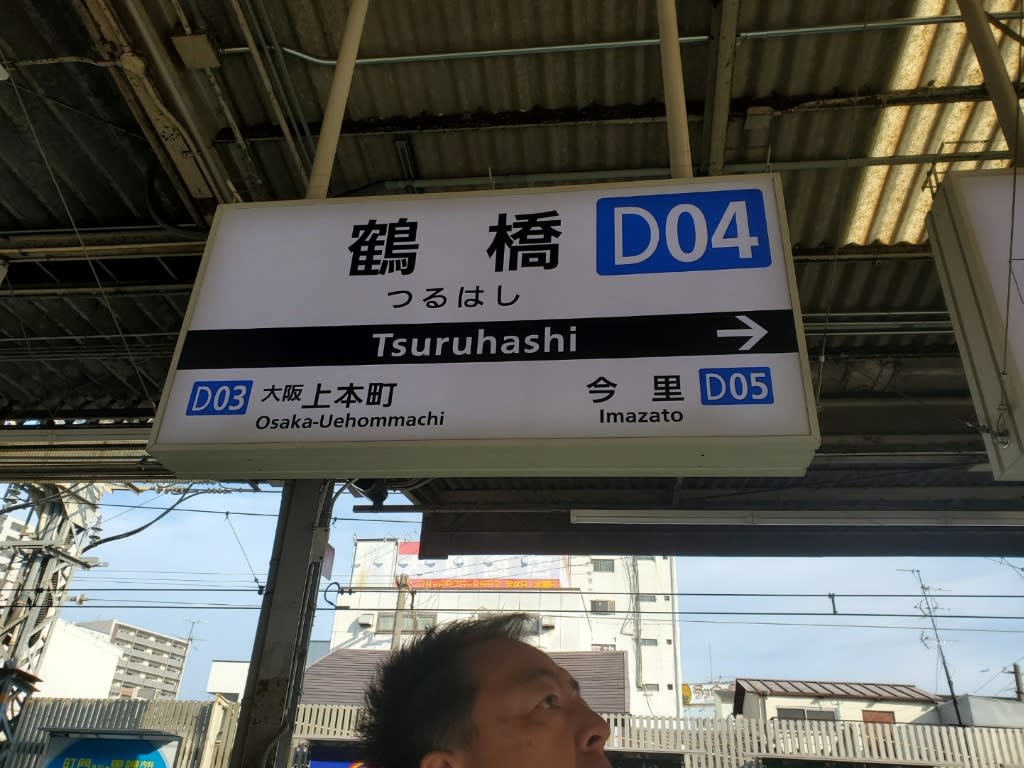 鶴橋 D04
つるはし
Tsuruhashi →
D03 大阪上本町
Osaka-Uehommachi
今里 D05
Imazato